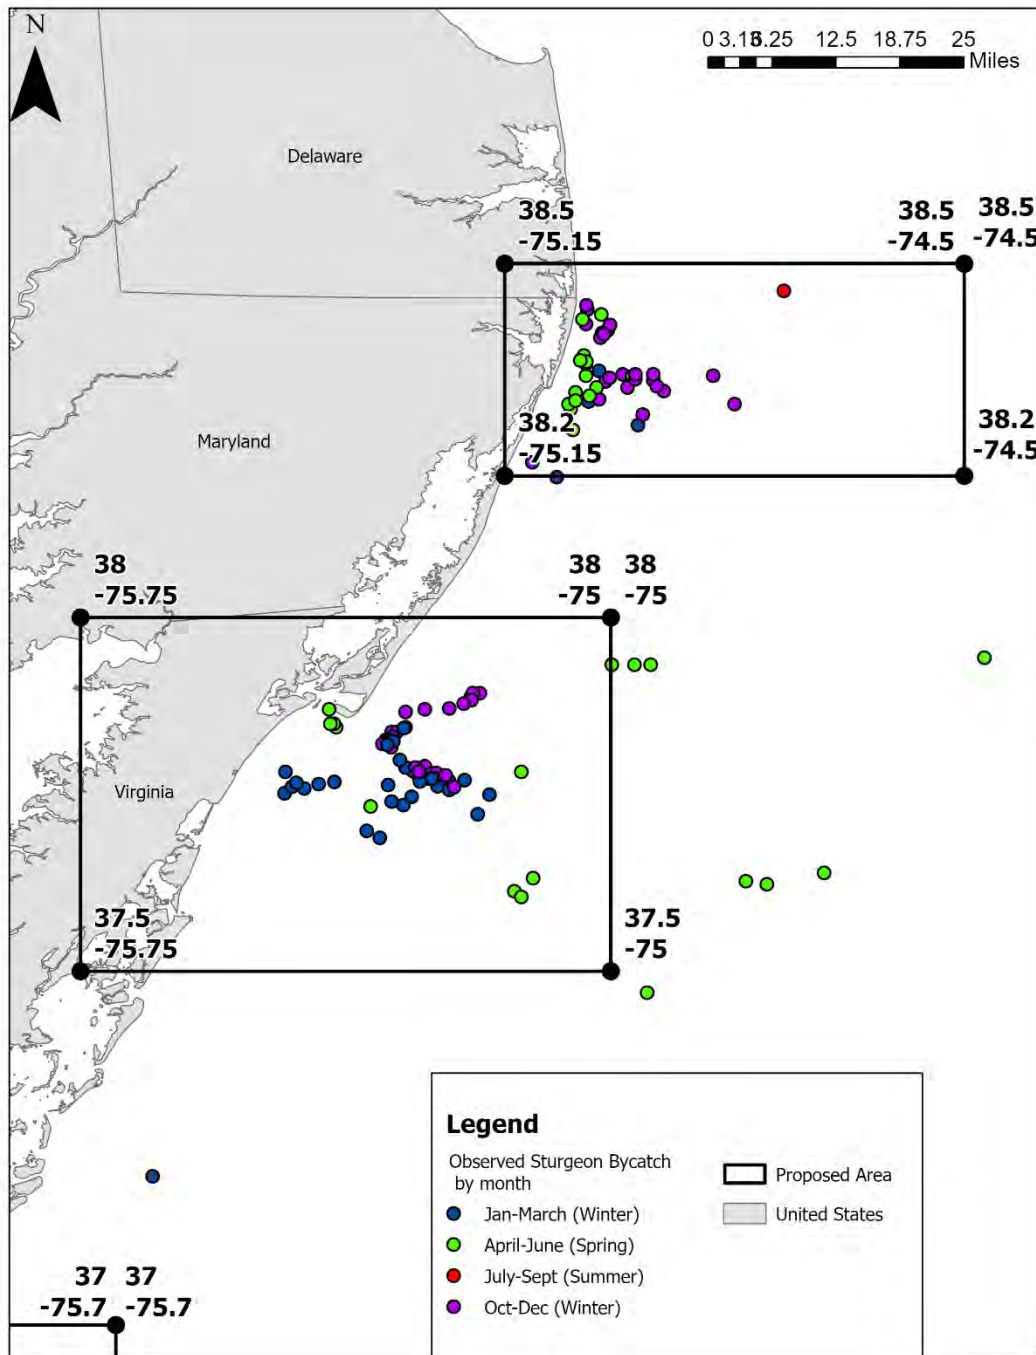 N
0 3.13 6.25 12.5 18.75 25
Miles
Delaware
38.5
-75.15
38.5
-74.5
38.5
-74.5
Maryland
38.2
-75.15
38.2
-74.5
38
-75.75
38
-75
38
-75
Virginia
37.5
-75.75
37.5
-75
Legend
Observed Sturgeon Bycatch
by month
Jan-March (Winter)
April-June (Spring)
July-Sept (Summer)
Oct-Dec (Winter)
Proposed Area
United States
37
-75.7
37
-75.7